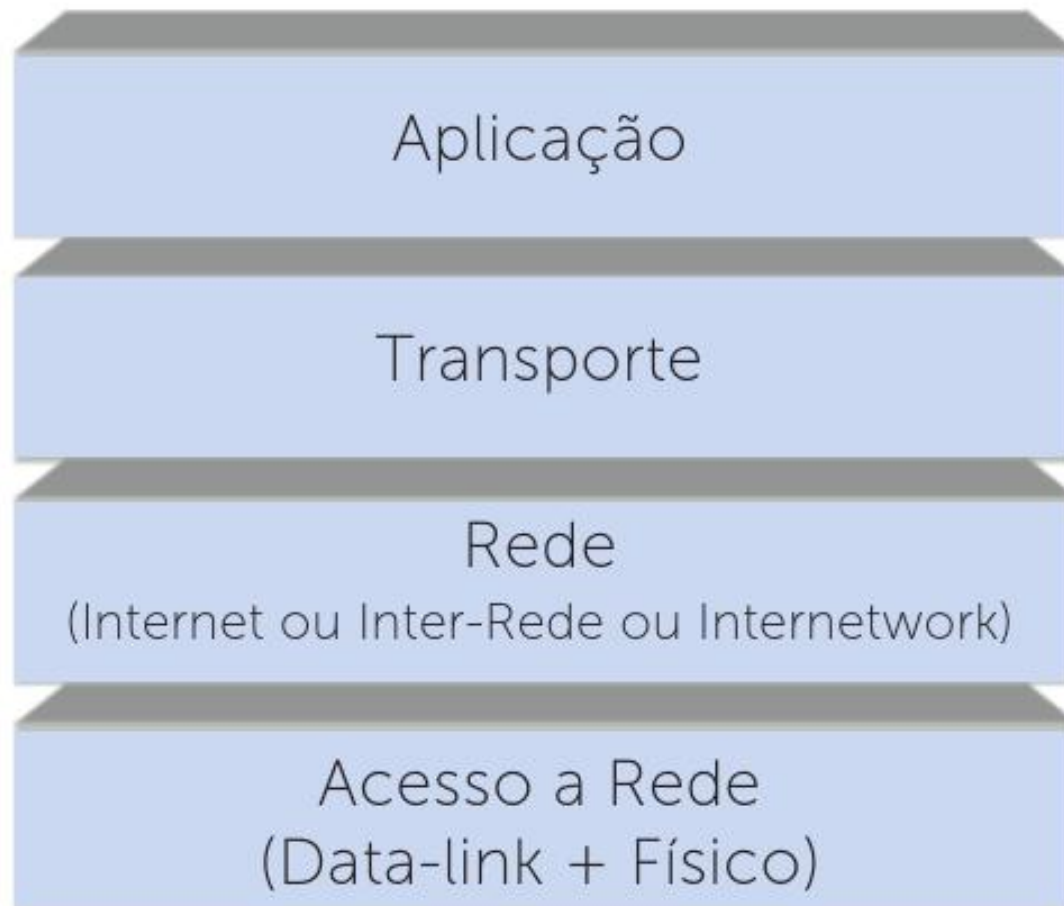 Aplicação
Transporte
Rede
(Internet ou Inter-Rede ou Internetwork)
Acesso a Rede
(Data-link + Físico)